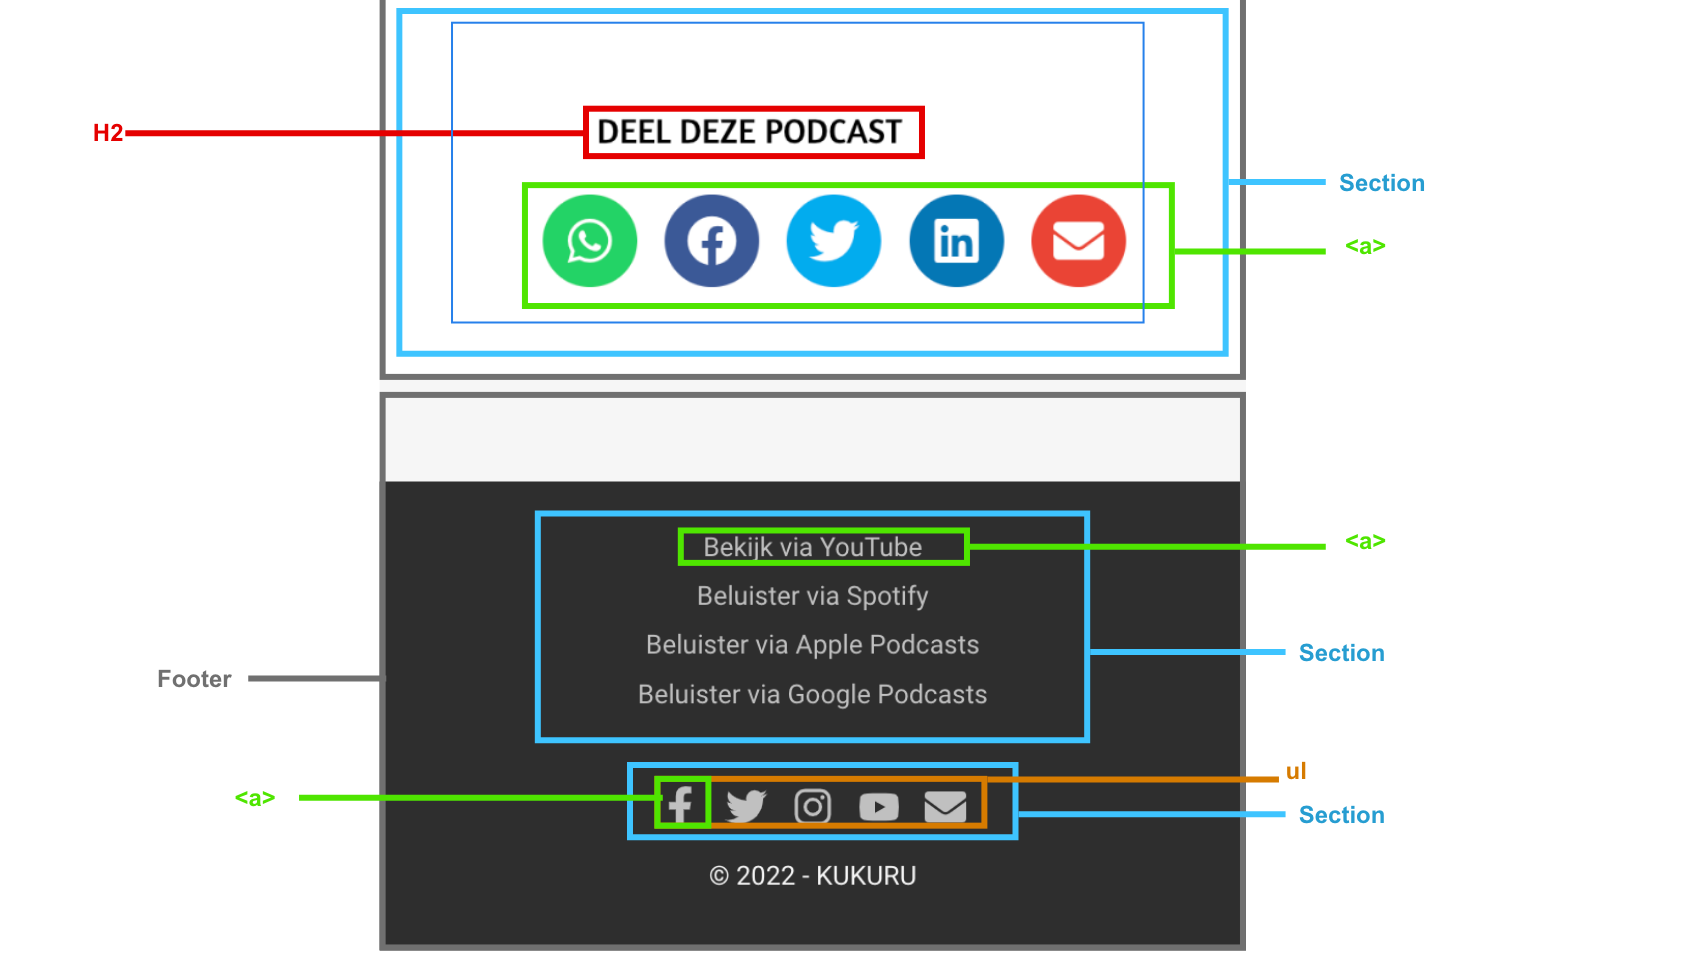 H2
DEEL DEZE PODCAST
Section
<a>
Bekijk via YouTube
<a>
Beluister via Spotify
Beluister via Apple Podcasts
Section
Footer
Beluister via Google Podcasts
ul
<a>
Section
© 2022 - KUKURU